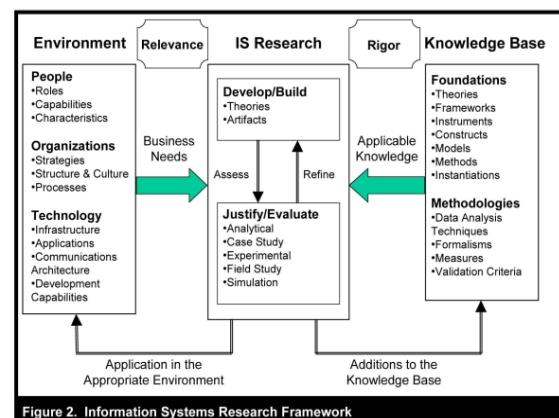 Environment
Relevance
IS Research
Rigor
Knowledge Base
People
•Roles
•Capabilities
•Characteristics
Organizations
•Strategies
•Structure & Culture
•Processes
Technology
•Infrastructure
•Applications
•Communications
Architecture
•Development
Capabilities
Business
Needs
Develop/Build
•Theories
•Artifacts
Assess
Refine
Justify/Evaluate
•Analytical
•Case Study
•Experimental
•Field Study
•Simulation
Applicable
Knowledge
Foundations
•Theories
•Frameworks
•Instruments
•Constructs
•Models
•Methods
•Instantiations
Methodologies
•Data Analysis
Techniques
•Formalisms
•Measures
•Validation Criteria
Application in the
Appropriate Environment
Additions to the
Knowledge Base
Figure 2. Information Systems Research Framework